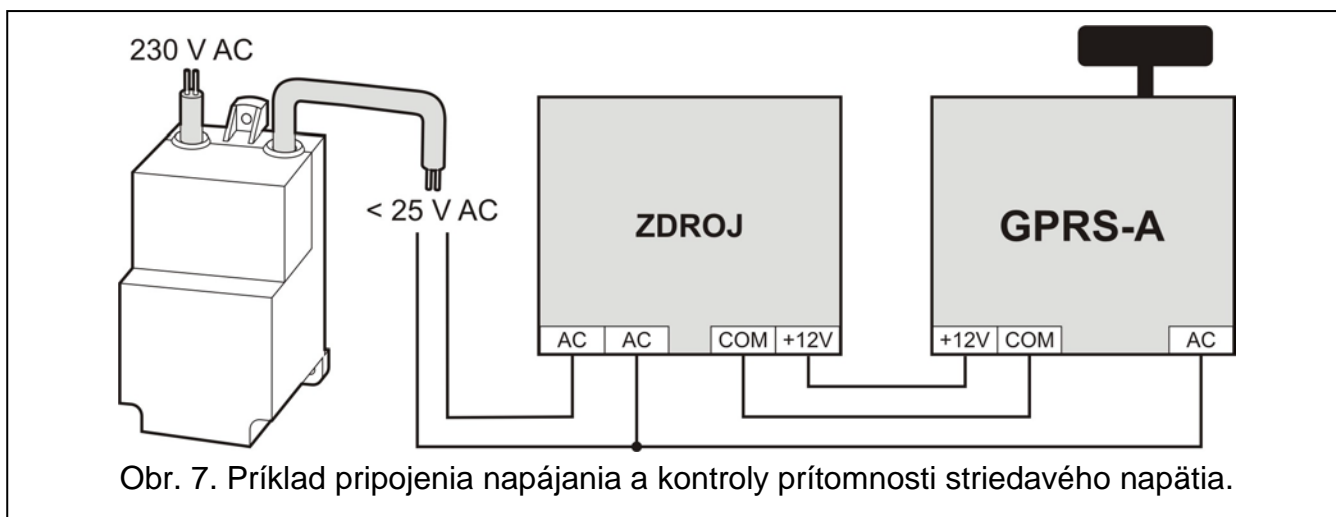 230 V AC
< 25 V AC
ZDROJ
AC AC COM +12V
GPRS-A
+12V COM AC
Obr. 7. Príklad pripojenia napájania a kontroly prítomnosti striedavého napätia.